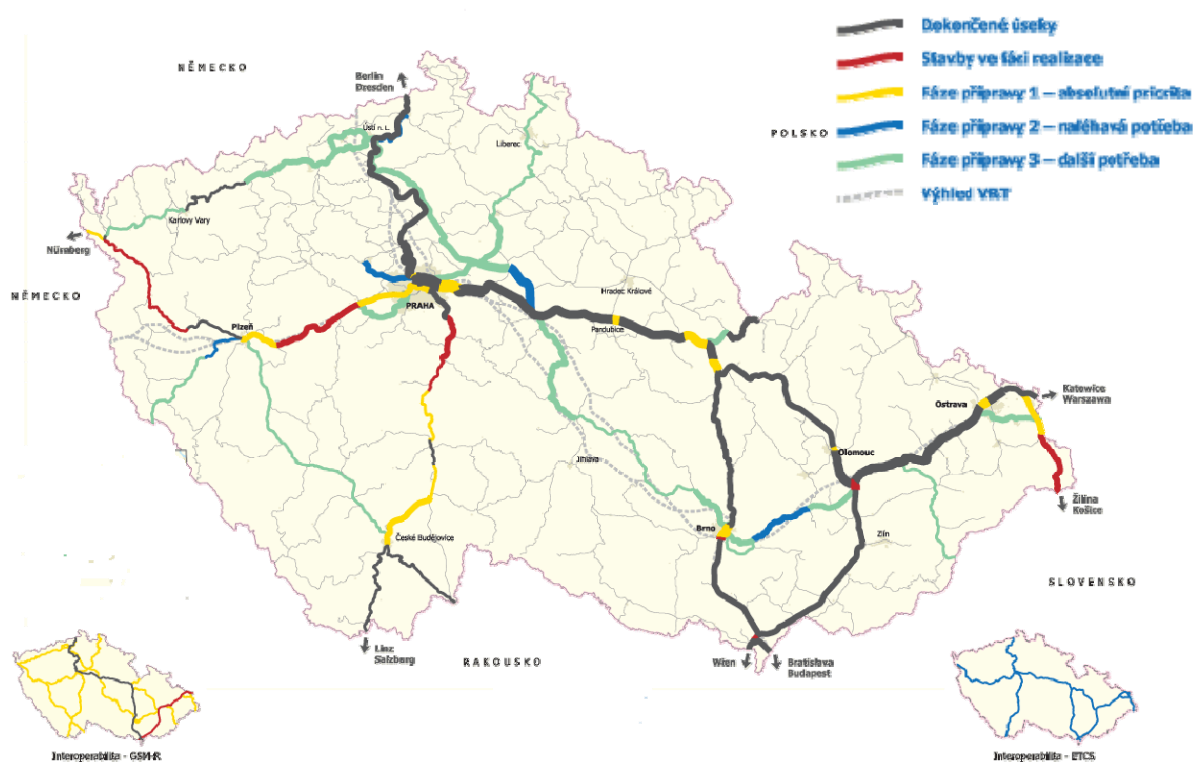 Dokončené úseky
Stavby ve fázi realizace
Fáze přípravy 1 – absolutní priorita
Fáze přípravy 2 – naléhavá potřeba
Fáze přípravy 3 – další potřeba
Výhled VRT
NĚMECKO
Berlin
Dresden
POLSKO
Ústí n. L.
Liberec
Karlovy Vary
Nürnberg
NĚMECKO
PRAHA
Hradec Králové
Pardubice
Plzeň
Katowice
Warszawa
Ostrava
Olomouc
Jihlava
Žilina
Košice
Brno
Zlín
České Budějovice
SLOVENSKO
Linz
Salzburg
RAKOUSKO
Wien
Bratislava
Budapest
Interoperabilita - GSM-R
Interoperabilita - ETCS